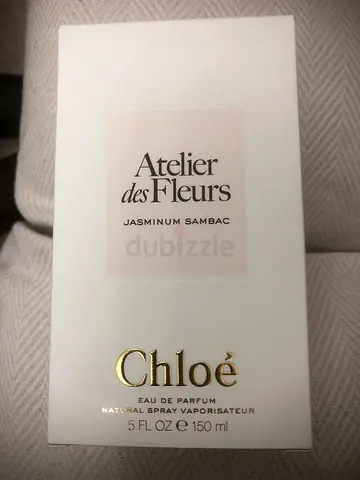 Atelier
des Fleurs
JASMINUM SAMBAC
dubizzle
Chloé
EAU DE PARFUM
NATURAL SPRAY VAPORISATEUR
5 FL OZ ℮ 150 ml